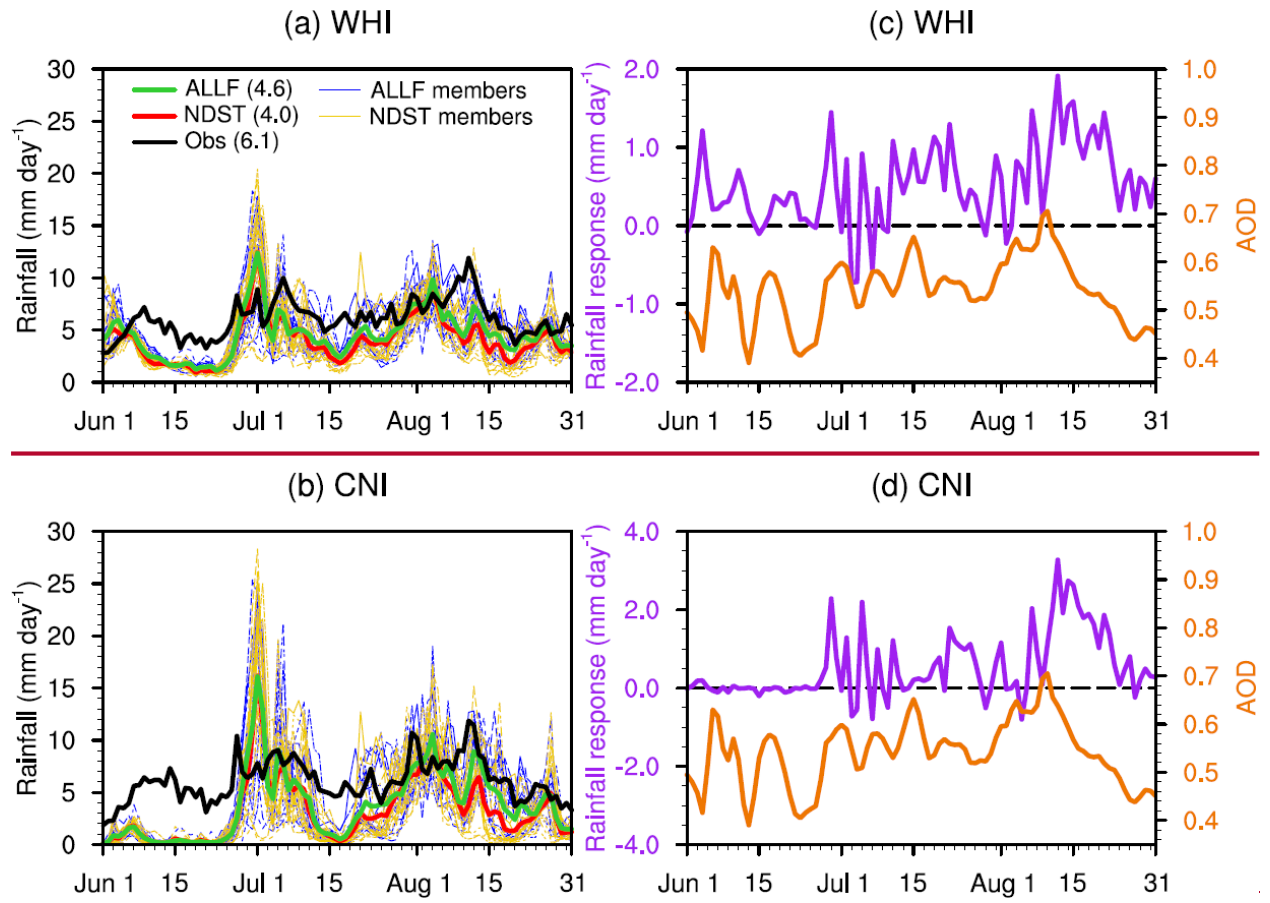 (a) WHI
30
25
20
15
10
5
0
Rainfall (mm day-1)
ALLF (4.6)
NDST (4.0)
Obs (6.1)
ALLF members
NDST members
Jun 1 15 Jul 1 15 Aug 1 15 31
(c) WHI
2.0
1.0
0.0
-1.0
-2.0
Rainfall response (mm day-1)
1.0
0.9
0.8
0.7
0.6
0.5
0.4
AOD
Jun 1 15 Jul 1 15 Aug 1 15 31
(b) CNI
30
25
20
15
10
5
0
Rainfall (mm day-1)
Jun 1 15 Jul 1 15 Aug 1 15 31
(d) CNI
4.0
2.0
0.0
-2.0
-4.0
Rainfall response (mm day-1)
1.0
0.9
0.8
0.7
0.6
0.5
0.4
AOD
Jun 1 15 Jul 1 15 Aug 1 15 31